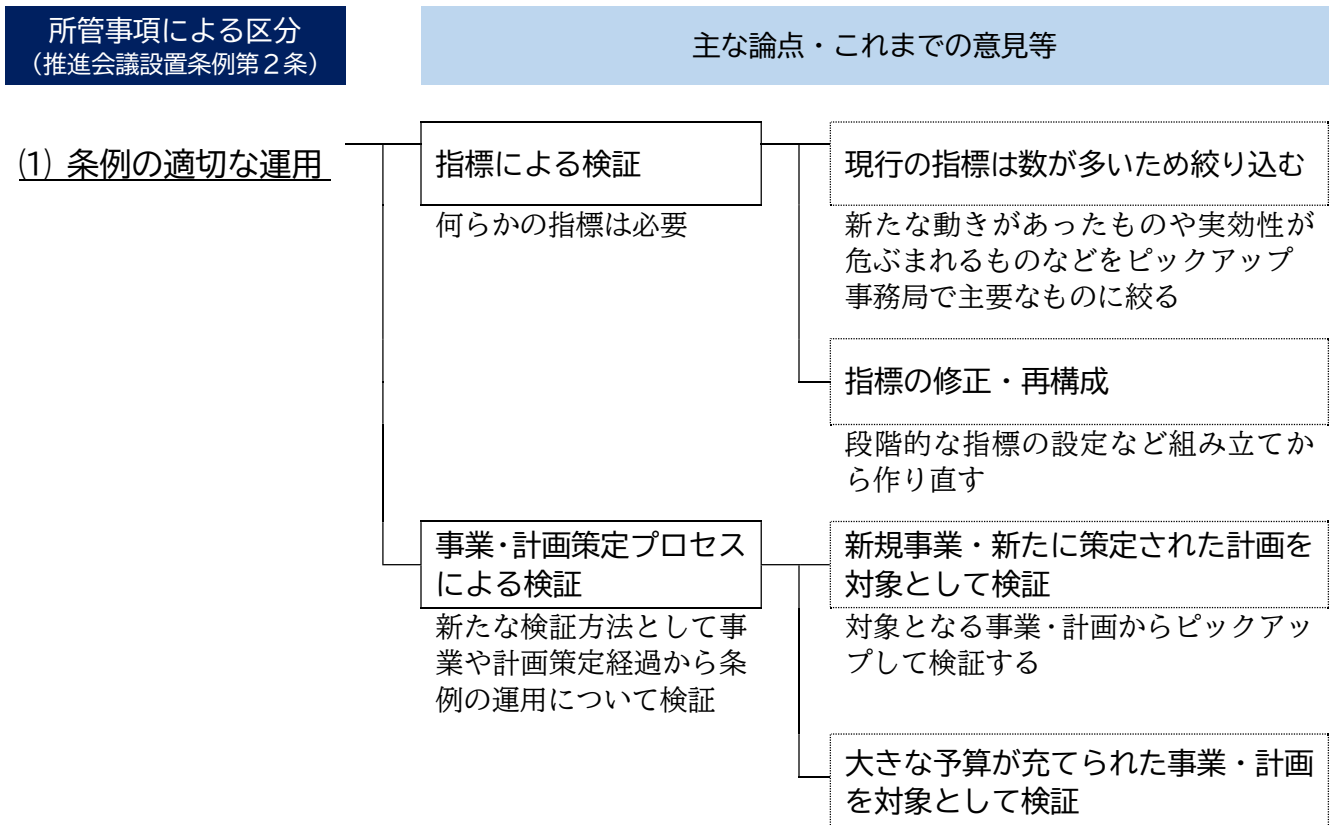 所管事項による区分
（推進会議設置条例第２条）
主な論点・これまでの意見等
⑴ 条例の適切な運用
指標による検証
何らかの指標は必要
現行の指標は数が多いため絞り込む
新たな動きがあったものや実効性が
危ぶまれるものなどをピックアップ
事務局で主要なものに絞る
指標の修正・再構成
段階的な指標の設定など組み立てか
ら作り直す
事業･計画策定プロセス
による検証
新たな検証方法として事
業や計画策定経過から条
例の運用について検証
新規事業・新たに策定された計画を
対象として検証
対象となる事業･計画からピックアッ
プして検証する
大きな予算が充てられた事業・計画
を対象として検証